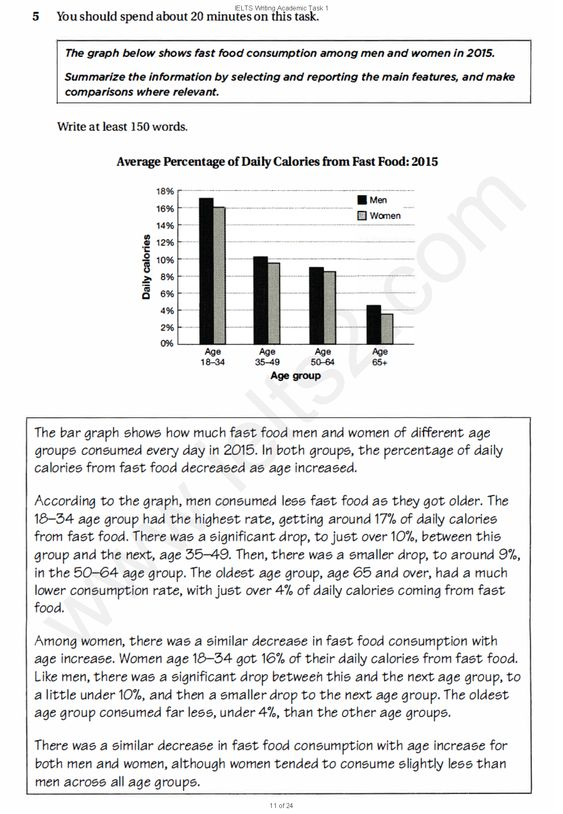 IELTS Writing Academic Task 1
5 You should spend about 20 minutes on this task.
The graph below shows fast food consumption among men and women in 2015.
Summarize the information by selecting and reporting the main features, and make
comparisons where relevant.
Write at least 150 words.
Average Percentage of Daily Calories from Fast Food: 2015
18%
16%
14%
12%
10%
8%
6%
4%
2%
0%
Daily calories
Men
Women
Age Age Age Age
18–34 35–49 50–64 65+
Age group
The bar graph shows how much fast food men and women of different age
groups consumed every day in 2015. In both groups, the percentage of daily
calories from fast food decreased as age increased.
According to the graph, men consumed less fast food as they got older. The
18–34 age group had the highest rate, getting around 17% of daily calories
from fast food. There was a significant drop, to just over 10%, between this
group and the next, age 35–49. Then, there was a smaller drop, to around 9%,
in the 50–64 age group. The oldest age group, age 65 and over, had a much
lower consumption rate, with just over 4% of daily calories coming from fast
food.
Among women, there was a similar decrease in fast food consumption with
age increase. Women age 18–34 got 16% of their daily calories from fast food.
Like men, there was a significant drop between this and the next age group, to
a little under 10%, and then a smaller drop to the next age group. The oldest
age group consumed far less, under 4%, than the other age groups.
There was a similar decrease in fast food consumption with age increase for
both men and women, although women tended to consume slightly less than
men across all age groups.
11 of 24
www.ielts2.com